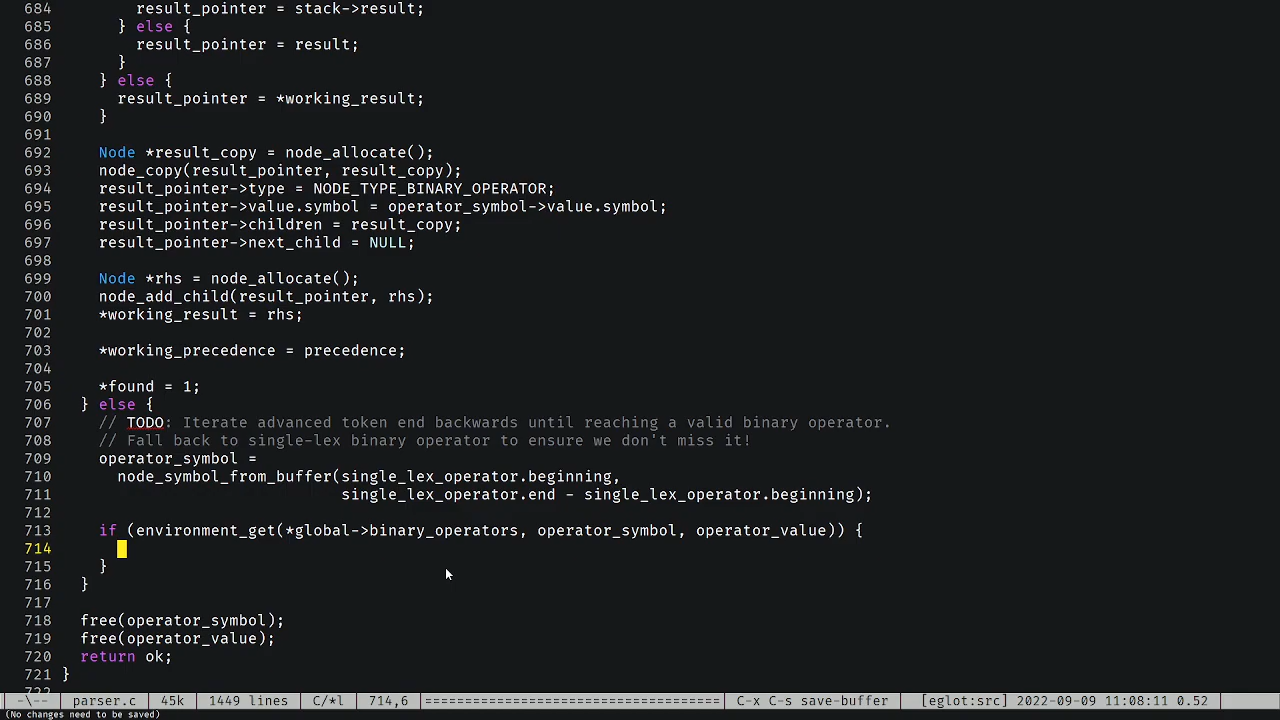 684         result_pointer = stack->result;
685       } else {
686         result_pointer = result;
687       }
688     } else {
689       result_pointer = *working_result;
690     }
691
692     Node *result_copy = node_allocate();
693     node_copy(result_pointer, result_copy);
694     result_pointer->type = NODE_TYPE_BINARY_OPERATOR;
695     result_pointer->value.symbol = operator_symbol->value.symbol;
696     result_pointer->children = result_copy;
697     result_pointer->next_child = NULL;
698
699     Node *rhs = node_allocate();
700     node_add_child(result_pointer, rhs);
701     *working_result = rhs;
702
703     *working_precedence = precedence;
704
705     *found = 1;
706   } else {
707     // TODO: Iterate advanced token end backwards until reaching a valid binary operator.
708     // Fall back to single-lex binary operator to ensure we don't miss it!
709     operator_symbol =
710       node_symbol_from_buffer(single_lex_operator.beginning,
711                               single_lex_operator.end - single_lex_operator.beginning);
712
713     if (environment_get(*global->binary_operators, operator_symbol, operator_value)) {
714
715     }
716   }
717
718   free(operator_symbol);
719   free(operator_value);
720   return ok;
721 }
722
-\-- parser.c 45k 1449 lines C/*l 714,6 ================================ C-x C-s save-buffer [eglot:src] 2022-09-09 11:08:11 0.52
(No changes need to be saved)